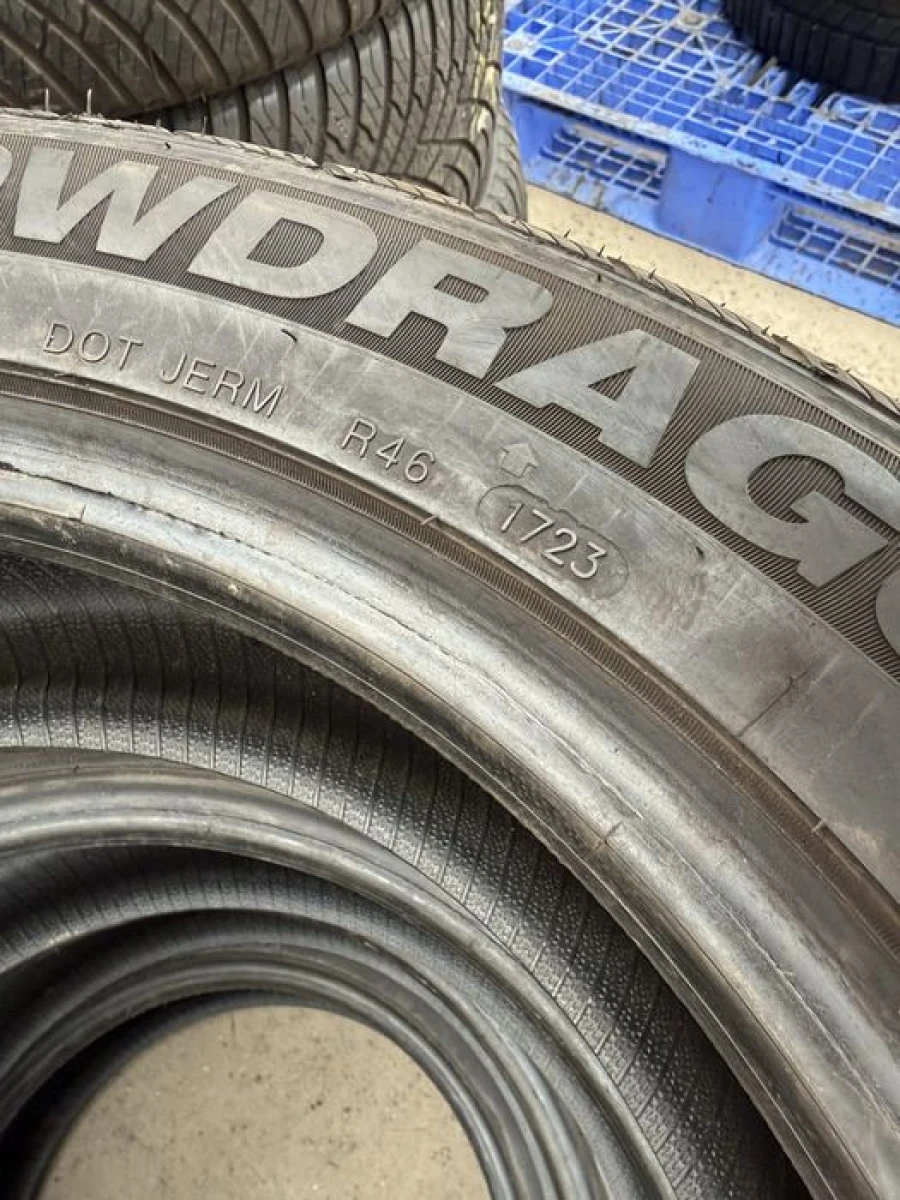 WDRAG
DOT JERM R46 1723